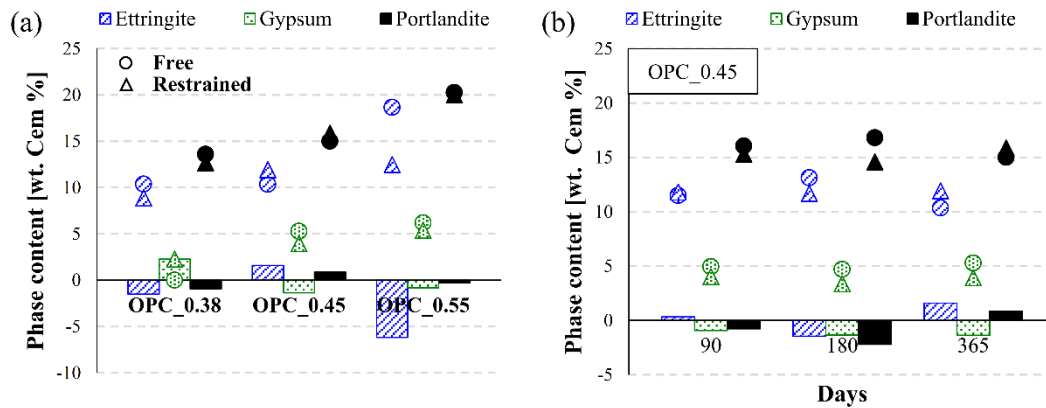 (a)
Ettringite Gypsum Portlandite
Phase content [wt. Cem %]
25
20
15
10
5
0
-5
-10
Free
Restrained
OPC_0.38 OPC_0.45 OPC_0.55
(b)
Ettringite Gypsum Portlandite
Phase content [wt. Cem %]
25
20
15
10
5
0
-5
OPC_0.45
90 180 365
Days